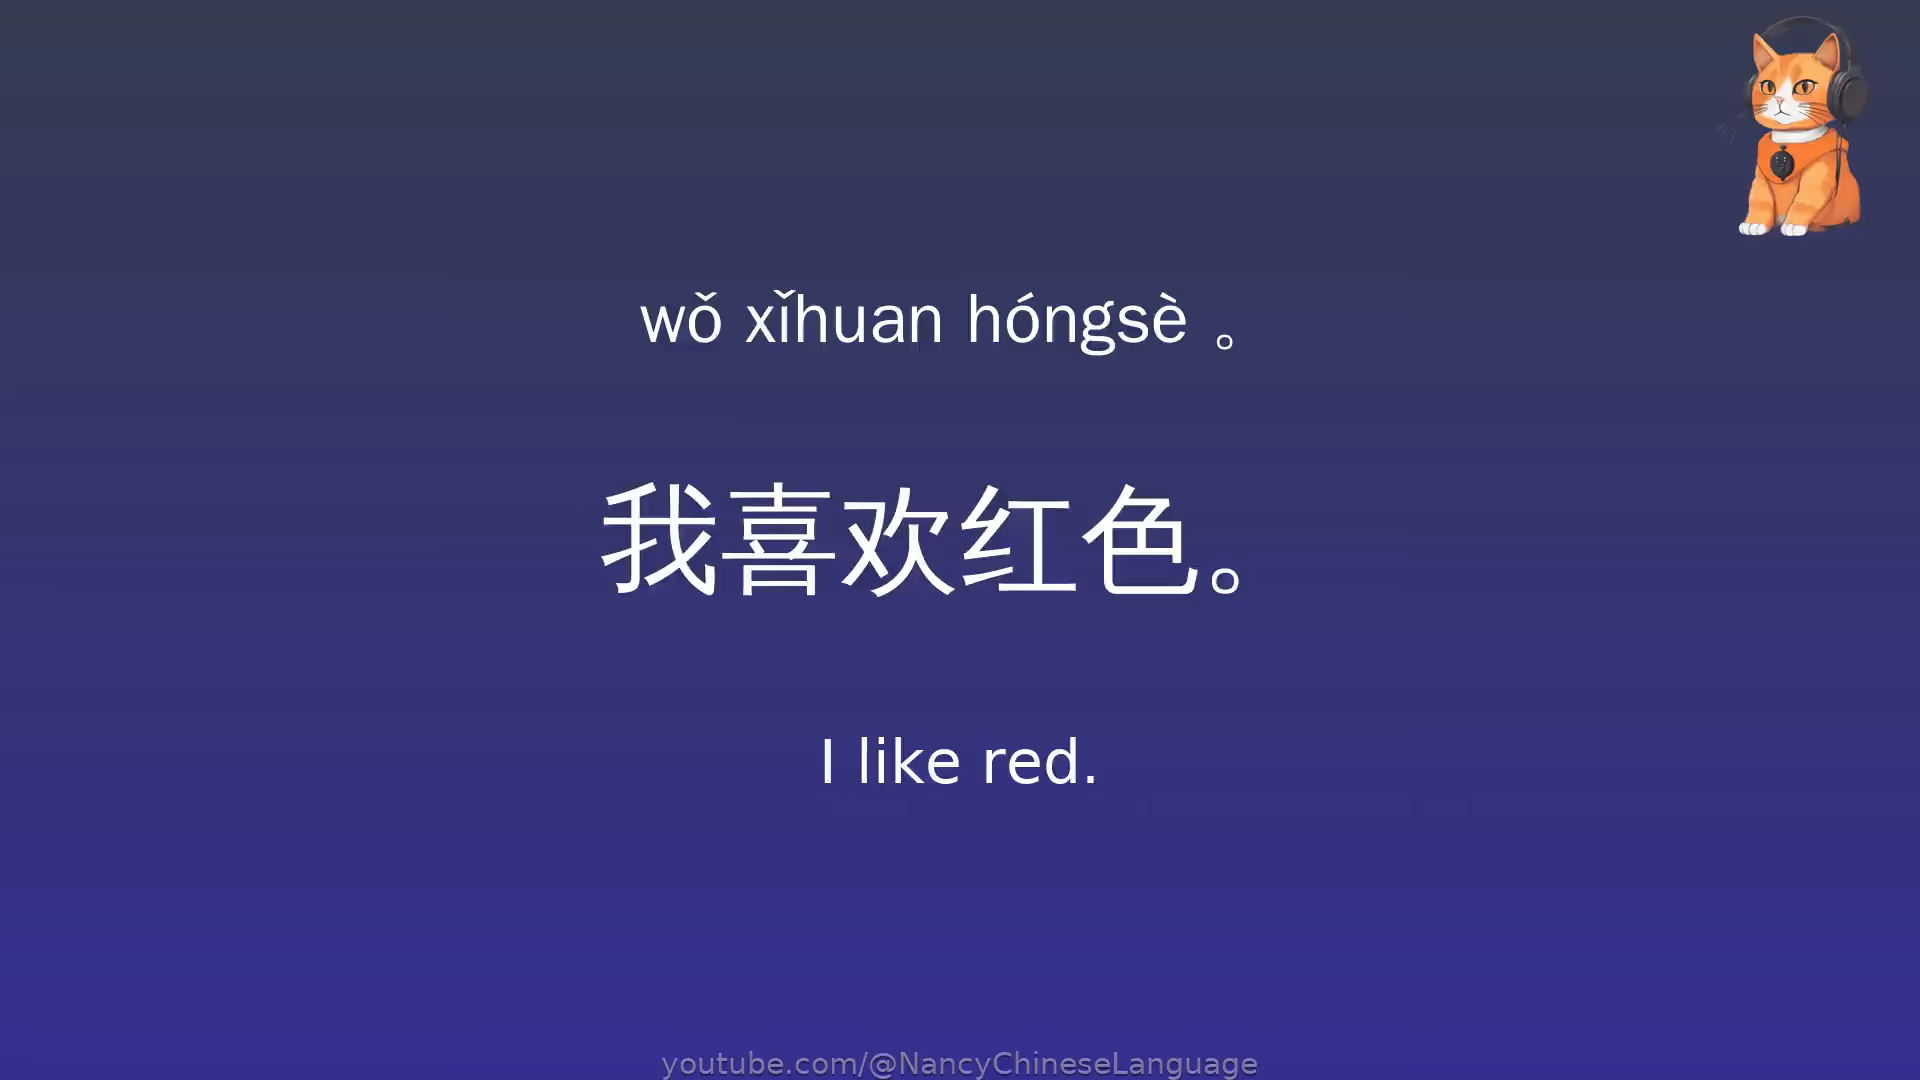 wǒ xǐhuan hóngsè 。
我喜欢红色。
I like red.
youtube.com/@NancyChineseLanguage